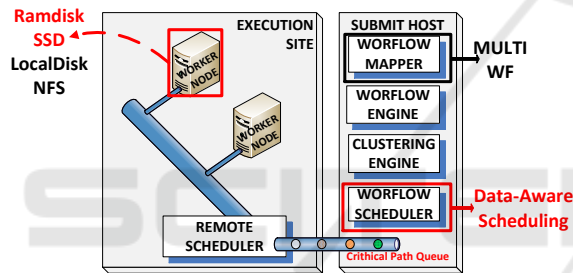 Ramdisk
SSD
LocalDisk
NFS
EXECUTION
SITE
WORKER
NODE
WORKER
NODE
REMOTE
SCHEDULER
SUBMIT HOST
WORFLOW
MAPPER
WORFLOW
ENGINE
CLUSTERING
ENGINE
WORFLOW
SCHEDULER
Crithical Path Queue
MULTI
WF
Data-Aware
Scheduling